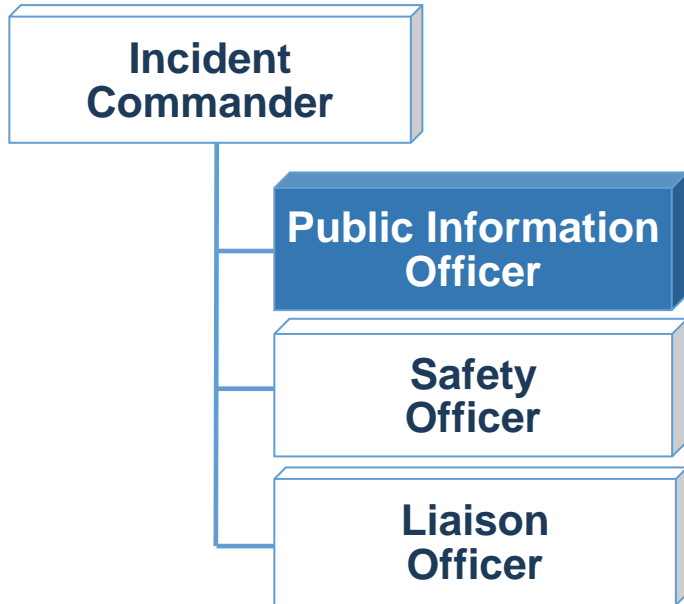 Incident
Commander
Public Information
Officer
Safety
Officer
Liaison
Officer